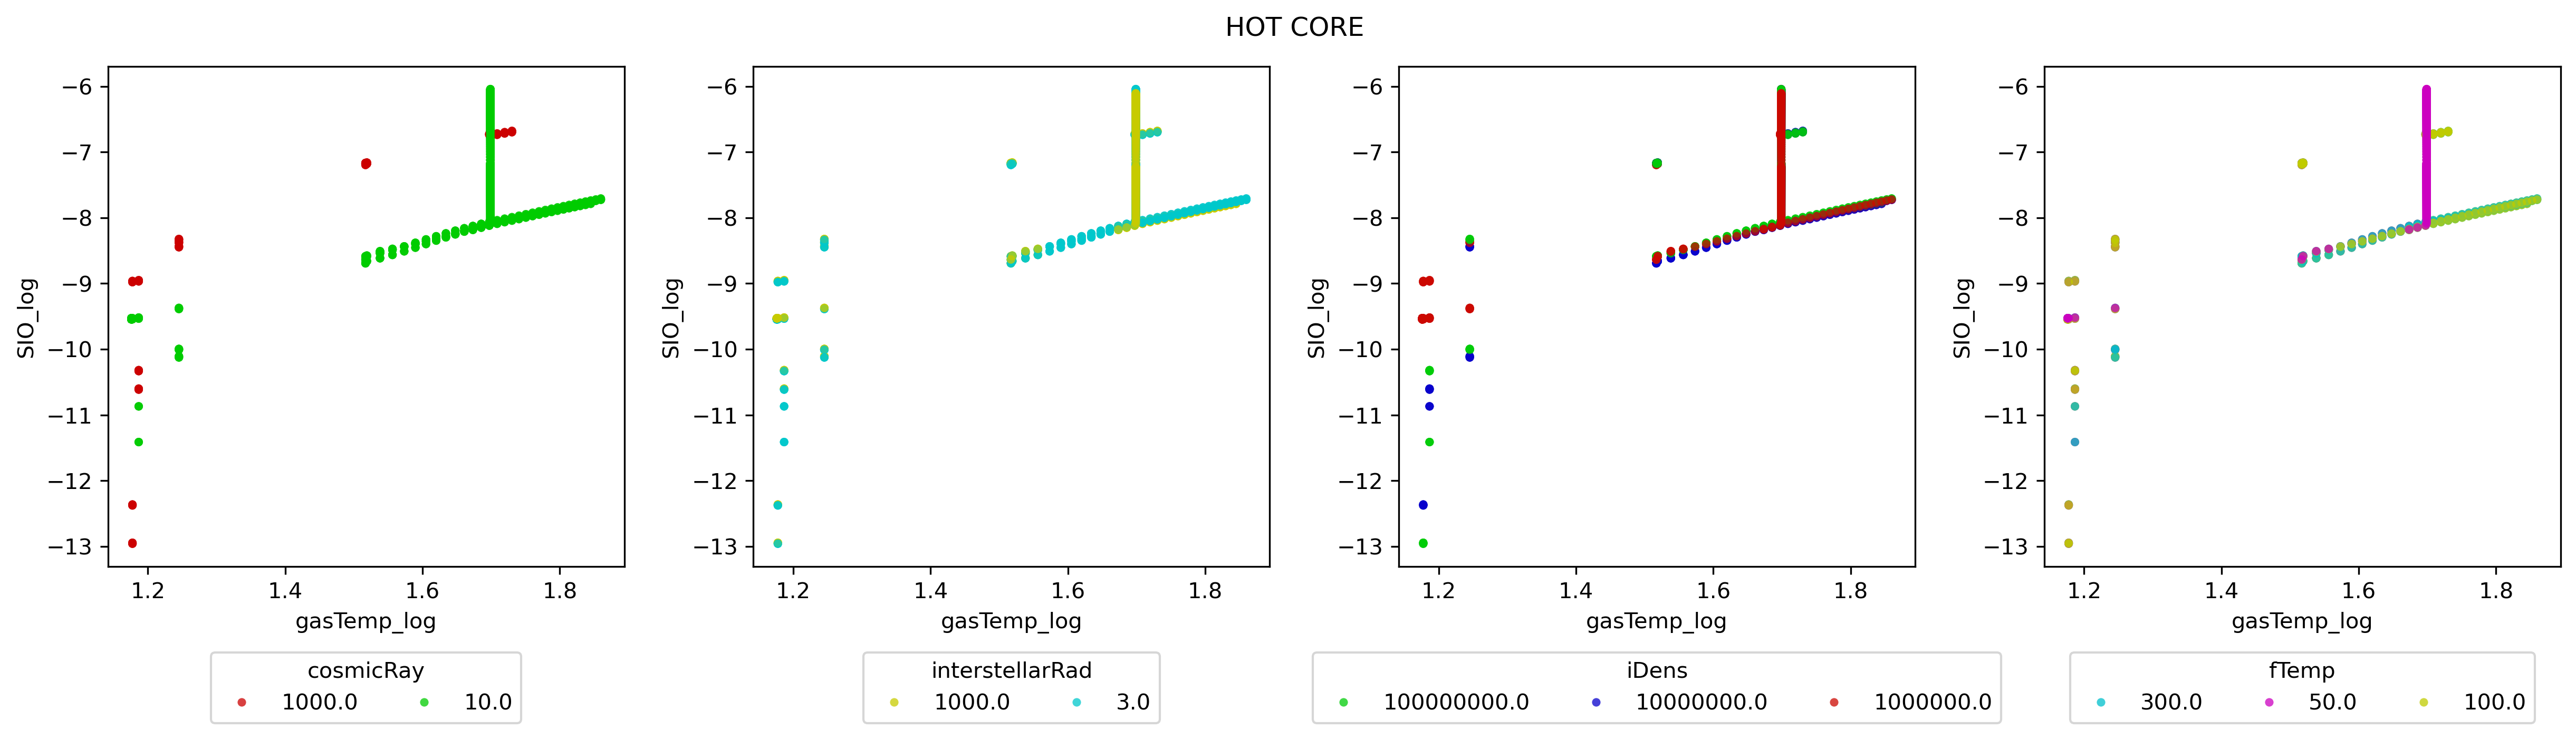 HOT CORE
SIO_log
−6
−7
−8
−9
−10
−11
−12
−13
1.2 1.4 1.6 1.8
gasTemp_log
cosmicRay
1000.0 10.0
SIO_log
−6
−7
−8
−9
−10
−11
−12
−13
1.2 1.4 1.6 1.8
gasTemp_log
interstellarRad
1000.0 3.0
SIO_log
−6
−7
−8
−9
−10
−11
−12
−13
1.2 1.4 1.6 1.8
gasTemp_log
iDens
100000000.0 10000000.0 1000000.0
SIO_log
−6
−7
−8
−9
−10
−11
−12
−13
1.2 1.4 1.6 1.8
gasTemp_log
fTemp
300.0 50.0 100.0